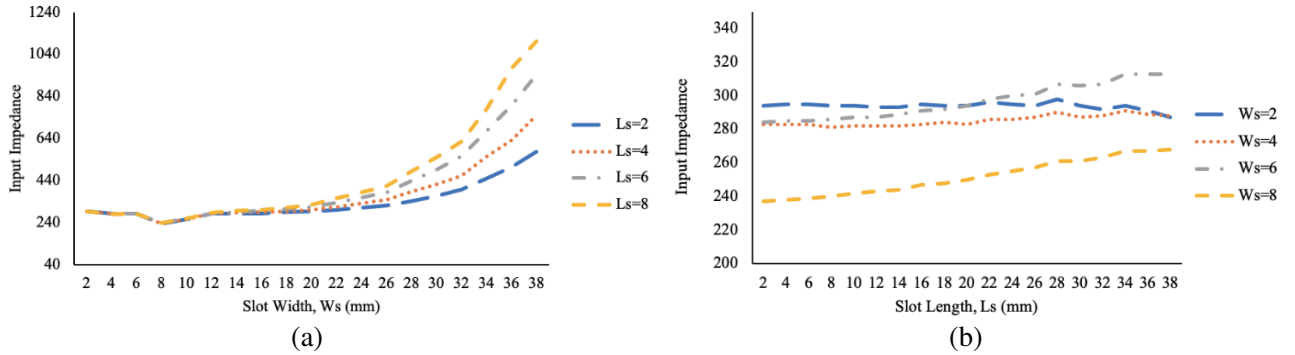 1240
1040
840
640
440
240
40
Input Impedance
2 4 6 8 10 12 14 16 18 20 22 24 26 28 30 32 34 36 38
Slot Width, Ws (mm)
Ls=2
Ls=4
Ls=6
Ls=8
(a)
340
320
300
280
260
240
220
200
Input Impedamce
2 4 6 8 10 12 14 16 18 20 22 24 26 28 30 32 34 36 38
Slot Length, Ls (mm)
Ws=2
Ws=4
Ws=6
Ws=8
(b)